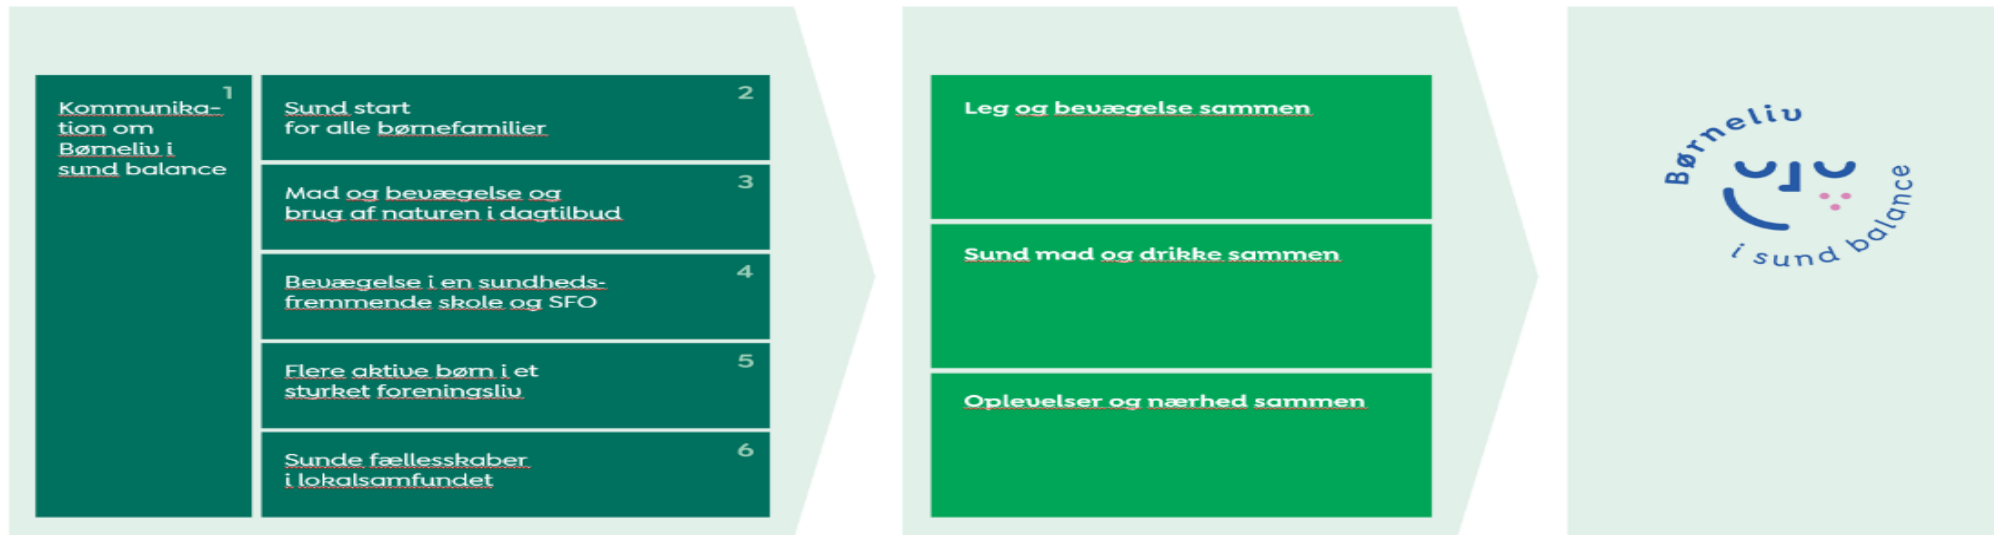 1
Kommunika-
tion om
Børneliv i
sund balance
2
Sund start
for alle børnefamilier
3
Mad og bevægelse og
brug af naturen i dagtilbud
4
Bevægelse i en sundheds-
fremmende skole og SFO
5
Flere aktive børn i et
styrket foreningsliv
6
Sunde fællesskaber
i lokalsamfundet
Leg og bevægelse sammen
Sund mad og drikke sammen
Oplevelser og nærhed sammen
Børneliv
i sund balance